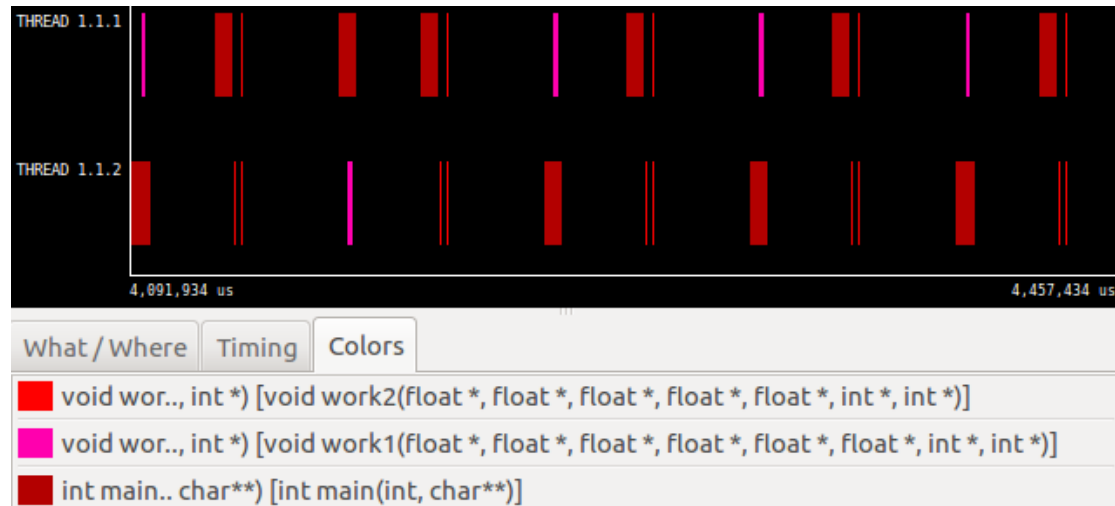 THREAD 1.1.1
THREAD 1.1.2
4,091,934 us 4,457,434 us
What / Where Timing Colors
void wor.., int *) [void work2(float *, float *, float *, float *, float *, int *, int *)]
void wor.., int *) [void work1(float *, float *, float *, float *, float *, float *, int *, int *)]
int main.. char**) [int main(int, char**)]